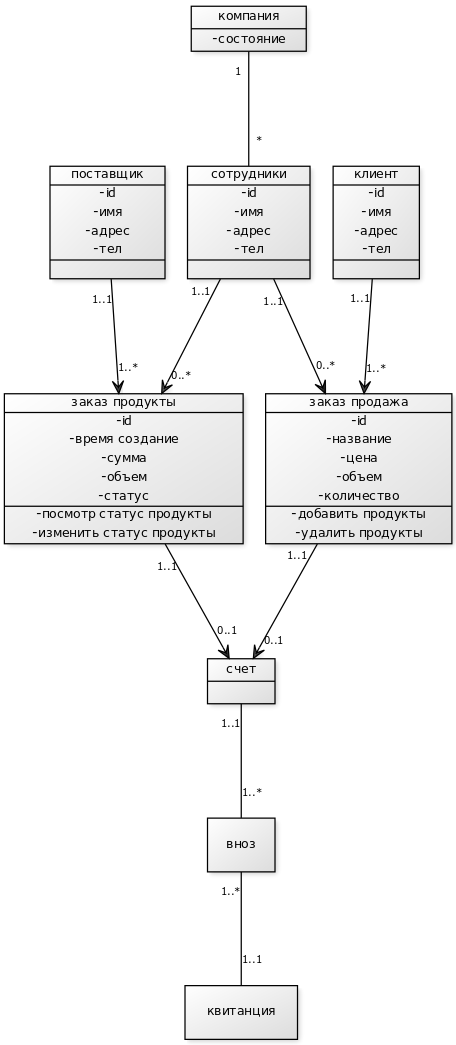 компания
-состояние
1
*
поставщик
-id
-имя
-адрес
-тел
сотрудники
-id
-имя
-адрес
-тел
клиент
-id
-имя
-адрес
-тел
1..1
1..1
1..1
1..1
1..*
0..*
0..*
1..*
заказ продукты
-id
-время создание
-сумма
-объем
-статус
-посмотр статус продукты
-изменить статус продукты
заказ продажа
-id
-название
-цена
-объем
-количество
-добавить продукты
-удалить продукты
1..1
1..1
0..1
0..1
счет
1..1
1..*
вноз
1..*
1..1
квитанция